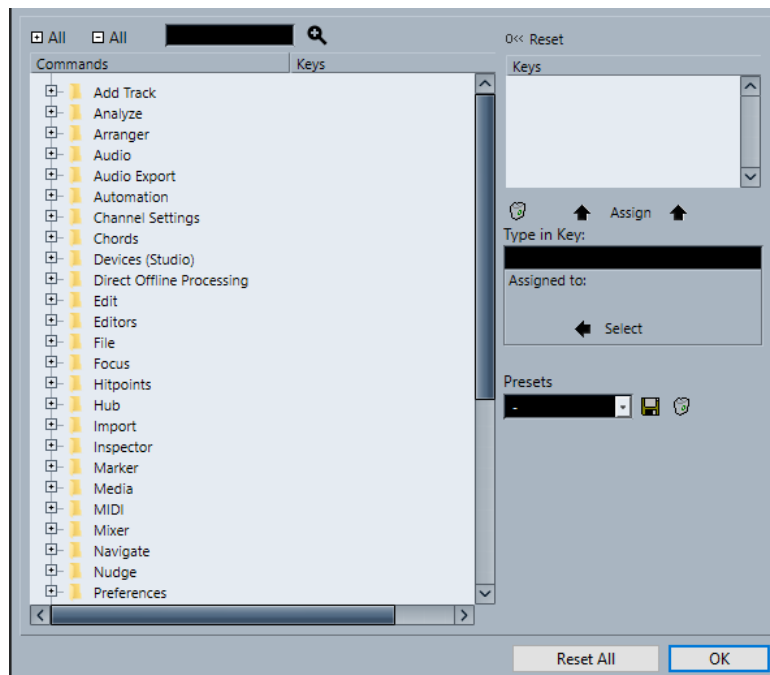 All All
0<< Reset
Commands Keys
Keys
Add Track
Analyze
Arranger
Audio
Audio Export
Automation
Channel Settings
Chords
Devices (Studio)
Direct Offline Processing
Edit
Editors
File
Focus
Hitpoints
Hub
Import
Inspector
Marker
Media
MIDI
Mixer
Navigate
Nudge
Preferences
Assign
Type in Key:
Assigned to:
Select
Presets
-
Reset All OK